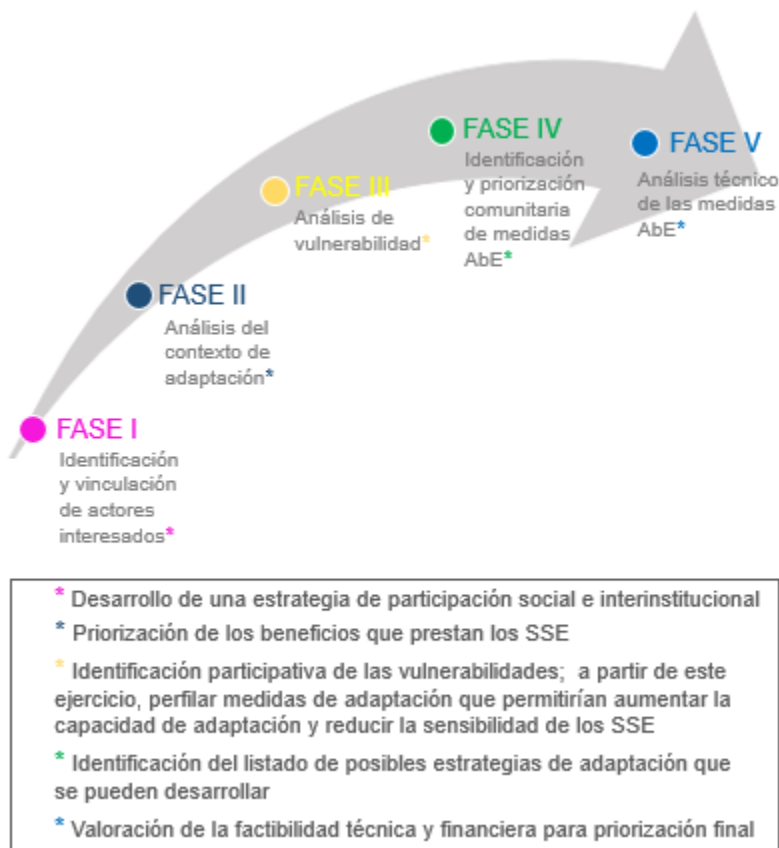 FASE I
Identificación
y vinculación
de actores
interesados*
FASE II
Análisis del
contexto de
adaptación*
FASE III
Análisis de
vulnerabilidad*
FASE IV
Identificación
y priorización
comunitaria
de medidas
AbE*
FASE V
Análisis técnico
de las medidas
AbE*
* Desarrollo de una estrategia de participación social e interinstitucional
* Priorización de los beneficios que prestan los SSE
* Identificación participativa de las vulnerabilidades; a partir de este
ejercicio, perfilar medidas de adaptación que permitirían aumentar la
capacidad de adaptación y reducir la sensibilidad de los SSE
* Identificación del listado de posibles estrategias de adaptación que
se pueden desarrollar
* Valoración de la factibilidad técnica y financiera para priorización final